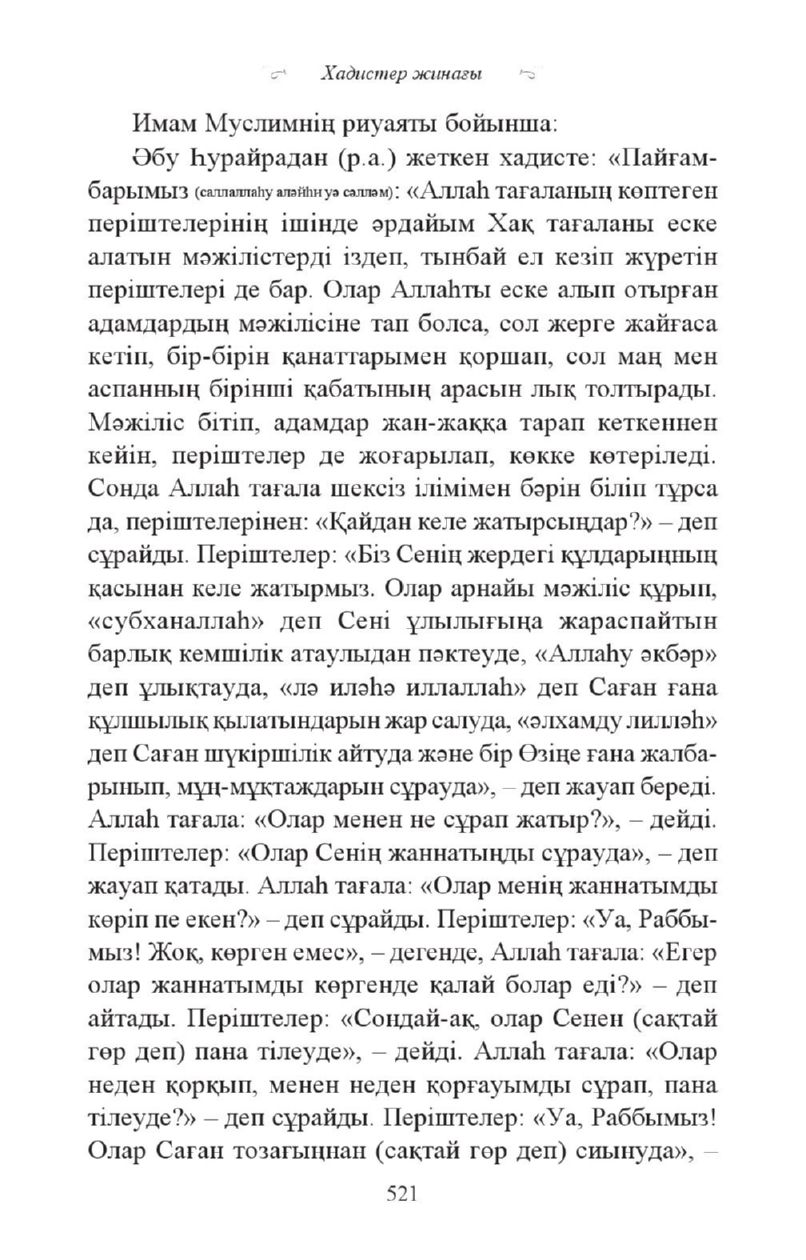 Хадистер жинағы
Имам Муслимнің риуаяты бойынша:
Әбу Һурайрадан (р.а.) жеткен хадисте: «Пайғам-
барымыз (саллаллаһу аләйһи уә сәлләм): «Аллаһ тағаланың көптеген
періштелерінің ішінде әрдайым Хақ тағаланы еске
алатын мәжілістерді іздеп, тынбай ел кезіп жүретін
періштелері де бар. Олар Аллаһты еске алып отырған
адамдардың мәжілісіне тап болса, сол жерге жайғаса
кетіп, бір-бірін қанаттарымен қоршап, сол маң мен
аспанның бірінші қабатының арасын лық толтырады.
Мәжіліс бітіп, адамдар жан-жаққа тарап кеткеннен
кейін, періштелер де жоғарылап, көкке көтеріледі.
Сонда Аллаһ тағала шексіз ілімімен бәрін біліп тұрса
да, періштелерінен: «Қайдан келе жатырсыңдар?» – деп
сұрайды. Періштелер: «Біз Сенің жердегі құлдарыңның
қасынан келе жатырмыз. Олар арнайы мәжіліс құрып,
«субханаллаһ» деп Сені ұлылығыңа жараспайтын
барлық кемшілік атаулыдан пәктеуде, «Аллаһу әкбәр»
деп ұлықтауда, «лә иләһә иллаллаһ» деп Саған ғана
құлшылық қылатындарын жар салуда, «әлхамду лилләһ»
деп Саған шүкіршілік айтуда және бір Өзіңе ғана жалба-
рынып, мұң-мұқтаждарын сұрауда», – деп жауап береді.
Аллаһ тағала: «Олар менен не сұрап жатыр?», – дейді.
Періштелер: «Олар Сенің жаннатыңды сұрауда», – деп
жауап қатады. Аллаһ тағала: «Олар менің жаннатымды
көріп пе екен?» – деп сұрайды. Періштелер: «Уа, Раббы-
мыз! Жоқ, көрген емес», – дегенде, Аллаһ тағала: «Егер
олар жаннатымды көргенде қалай болар еді?» – деп
айтады. Періштелер: «Сондай-ақ, олар Сенен (сақтай
гөр деп) пана тілеуде», – дейді. Аллаһ тағала: «Олар
неден қорқып, менен неден қорғауымды сұрап, пана
тілеуде?» – деп сұрайды. Періштелер: «Уа, Раббымыз!
Олар Саған тозағыңнан (сақтай гөр деп) сиынуда», –
521